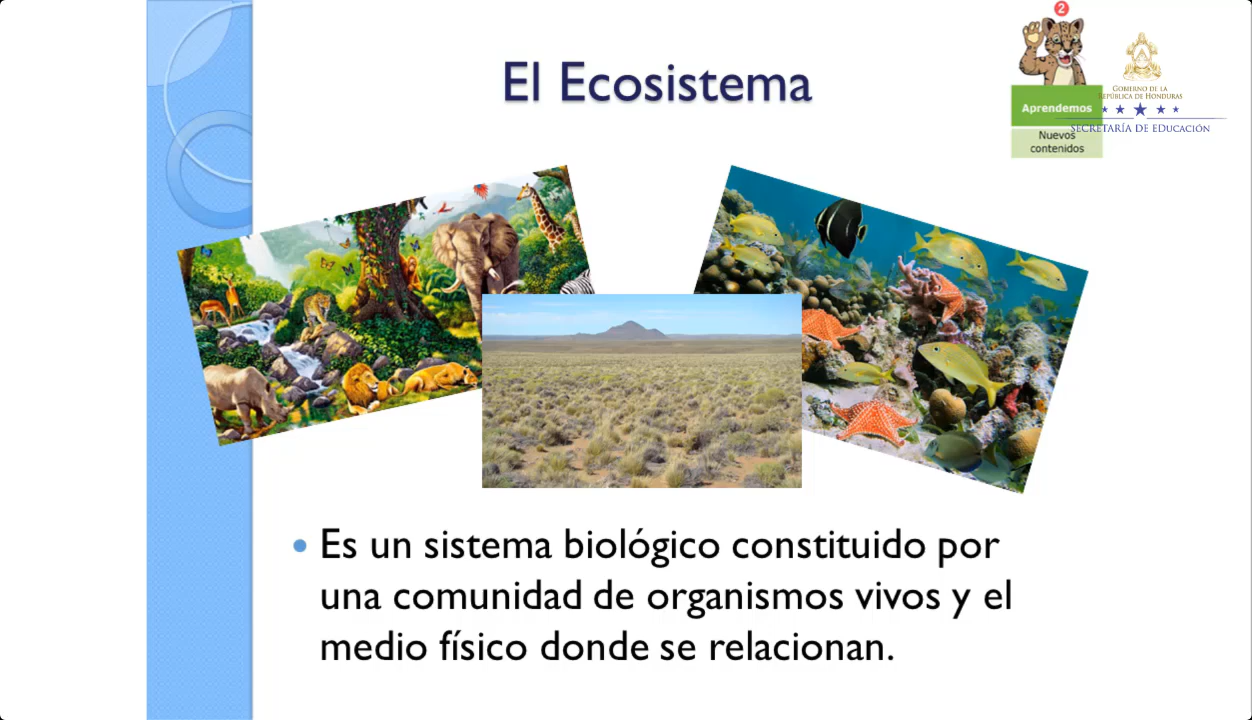 El Ecosistema
2
Aprendemos
Nuevos
contenidos
GOBIERNO DE LA
REPÚBLICA DE HONDURAS
SECRETARÍA DE EDUCACIÓN
• Es un sistema biológico constituido por
una comunidad de organismos vivos y el
medio físico donde se relacionan.